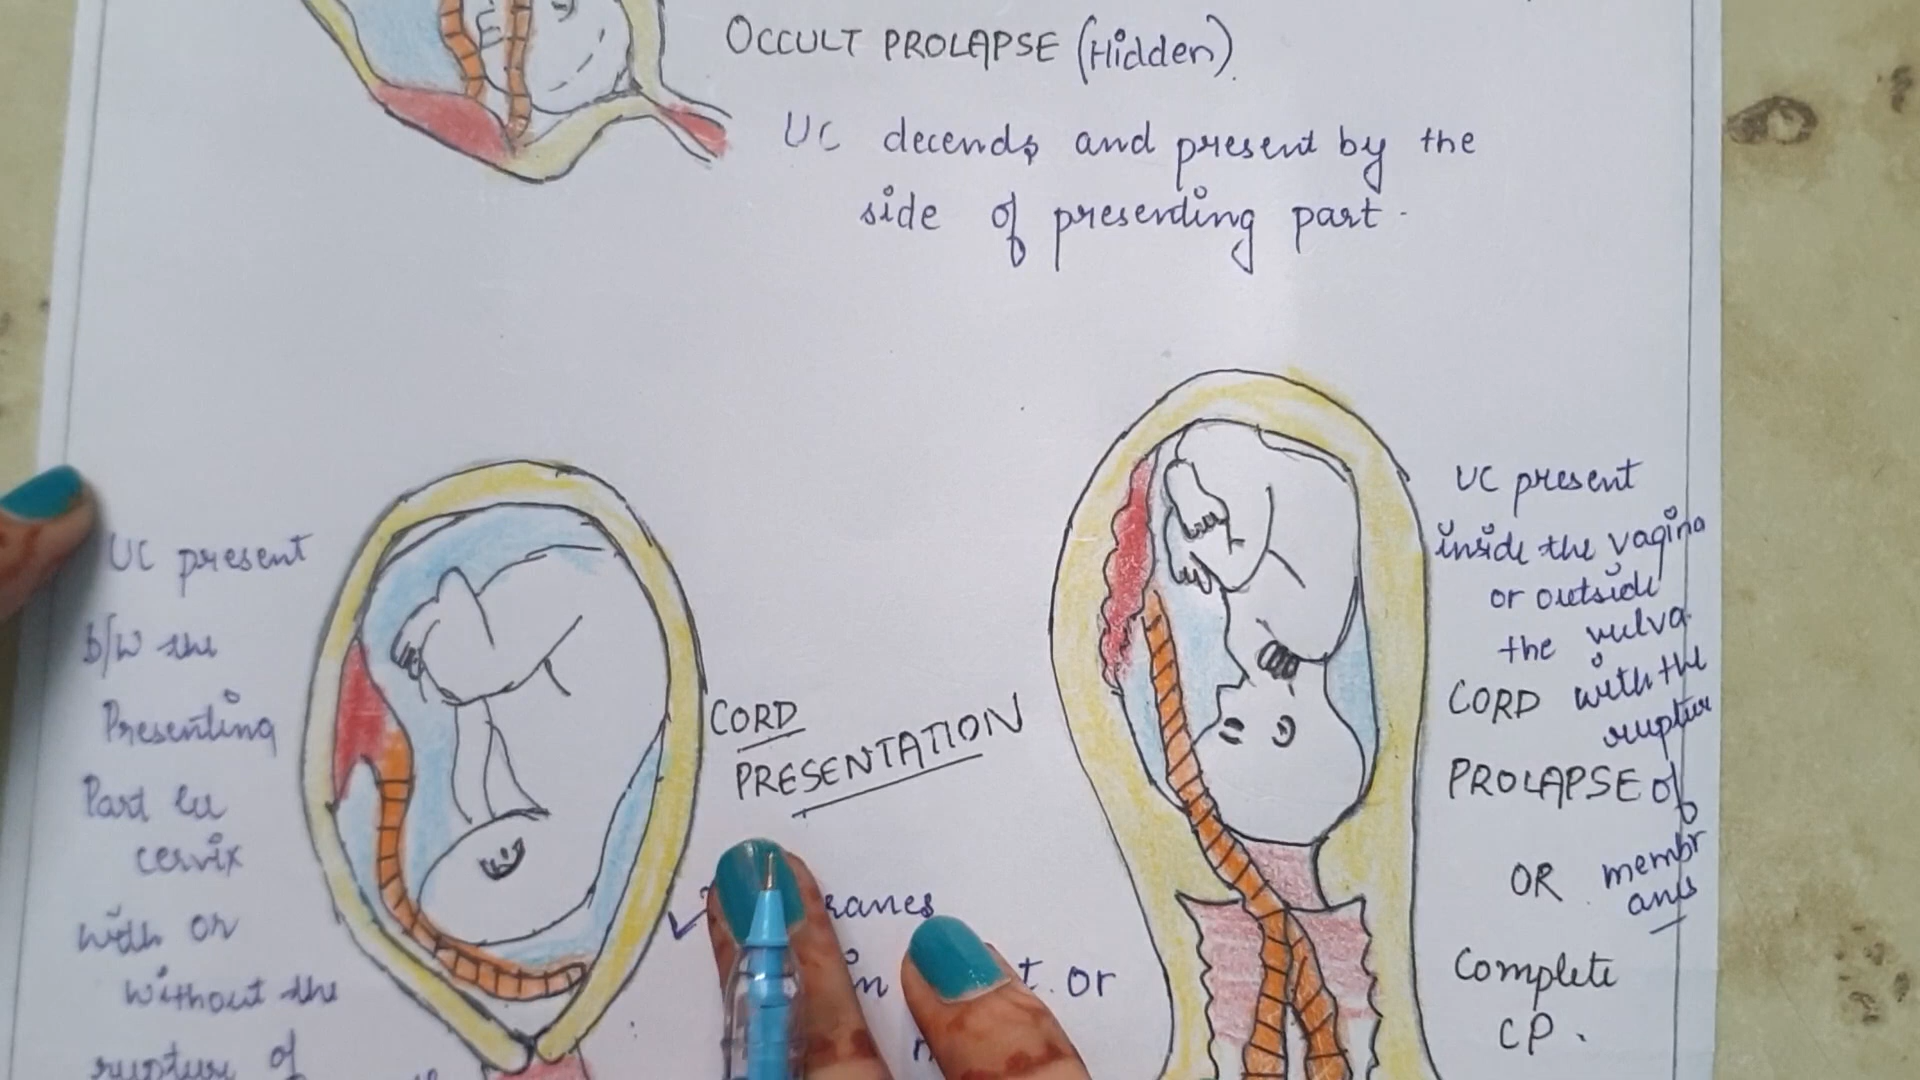 OCCULT PROLAPSE (Hidden).
UC decends and present by the
side of presending part.
UC present
b/w the
Presenting
Part &
cervix
with or
without the
rupture of
CORD
PRESENTATION
or
UC present
inside the vagina
or outside
the vulva
CORD with the
ruptur
PROLAPSE of
OR membr
anes
Complete
CP.